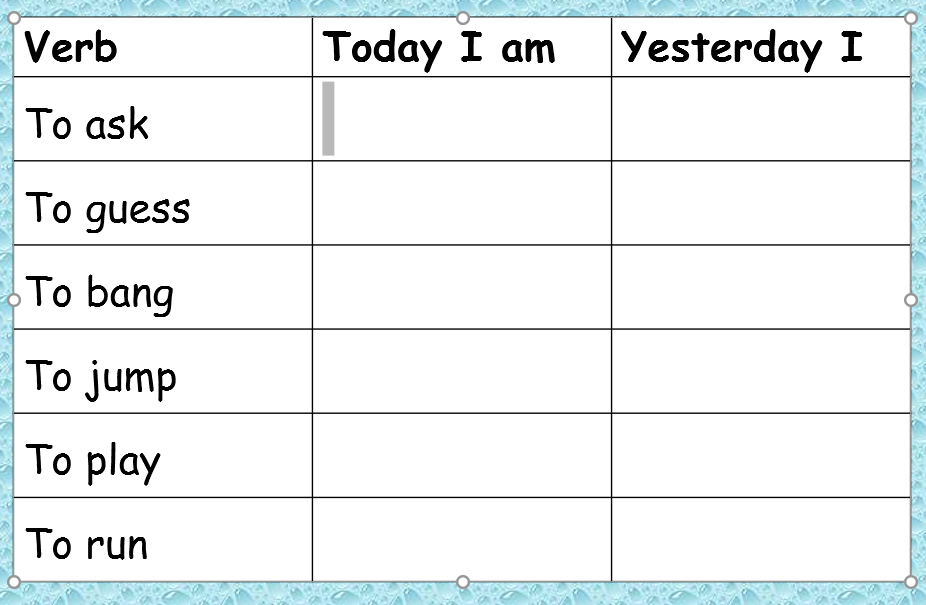 Verb Today I am Yesterday I
To ask
To guess
To bang
To jump
To play
To run